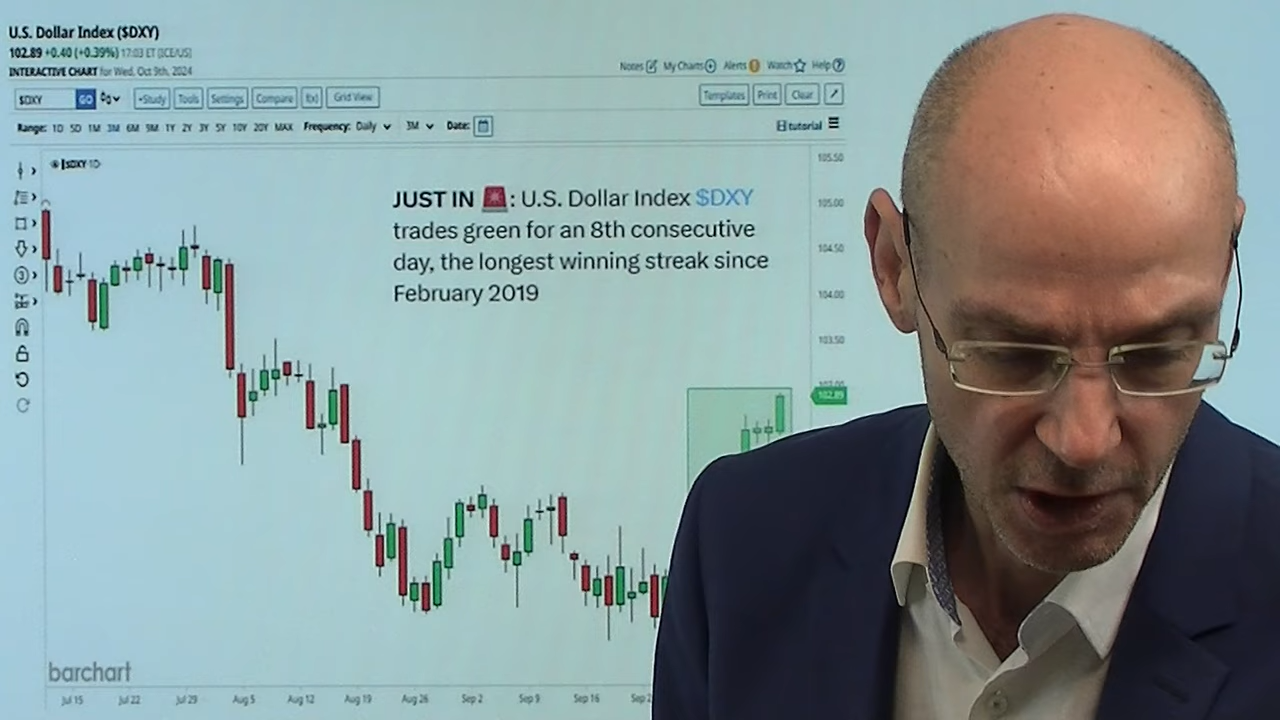 U.S. Dollar Index ($DXY)
102.89 +0.40 (+0.39%) 17:03 ET [ICE/US]
INTERACTIVE CHART for Wed, Oct 9th, 2024
Notes My Charts Alerts Watch Help
$DXY GO +Study Tools Settings Compare f(x) Grid View Templates Print Clear
Range: 1D 5D 1M 3M 6M 9M 1Y 2Y 3Y 5Y 10Y 20Y MAX Frequency: Daily 3M Date: tutorial
$DXY 1D
105.50
JUST IN 🚨: U.S. Dollar Index $DXY
105.00
trades green for an 8th consecutive
104.50
day, the longest winning streak since
February 2019
104.00
103.50
102.89
barchart
Jul 15 Jul 22 Jul 29 Aug 5 Aug 12 Aug 19 Aug 26 Sep 2 Sep 9 Sep 16 Sep